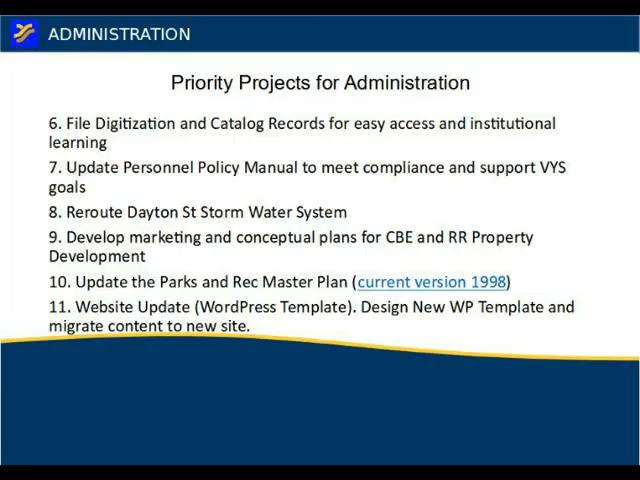 ADMINISTRATION
Priority Projects for Administration
6. File Digitization and Catalog Records for easy access and institutional
learning
7. Update Personnel Policy Manual to meet compliance and support VYS
goals
8. Reroute Dayton St Storm Water System
9. Develop marketing and conceptual plans for CBE and RR Property
Development
10. Update the Parks and Rec Master Plan (current version 1998)
11. Website Update (WordPress Template). Design New WP Template and
migrate content to new site.